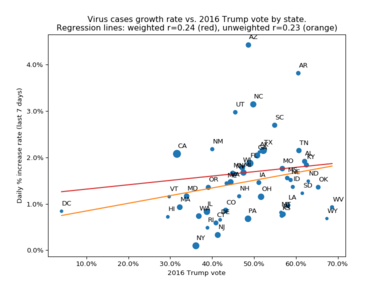 Virus cases growth rate vs. 2016 Trump vote by state.
Regression lines: weighted r=0.24 (red), unweighted r=0.23 (orange)
Daily % increase rate (last 7 days)
4.0%
3.0%
2.0%
1.0%
0.0%
AZ
AR
NC
UT
SC
CA
NM
TX
TN
AL
KY
MO
OR
IA
ID
ND
SD
OK
DC
VT
MD
MA
HI
NH
OH
LA
CO
PA
WV
WY
RI
CT
NJ
NY
10.0%
20.0%
30.0%
40.0%
50.0%
60.0%
70.0%
2016 Trump vote